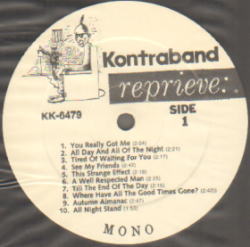 Kontraband
reprieve:.
KK-6479
SIDE
1
1. You Really Got Me (2:04)
2. All Day And All Of The Night (2:21)
3. Tired Of Waiting For You (2:17)
4. See My Friends (2:42)
5. This Strange Effect (2:18)
6. A Well Respected Man (2:25)
7. Till The End Of The Day (2:16)
8. Where Have All The Good Times Gone? (2:40)
9. Autumn Almanac (2:50)
10. All Night Stand (1:53)
MONO